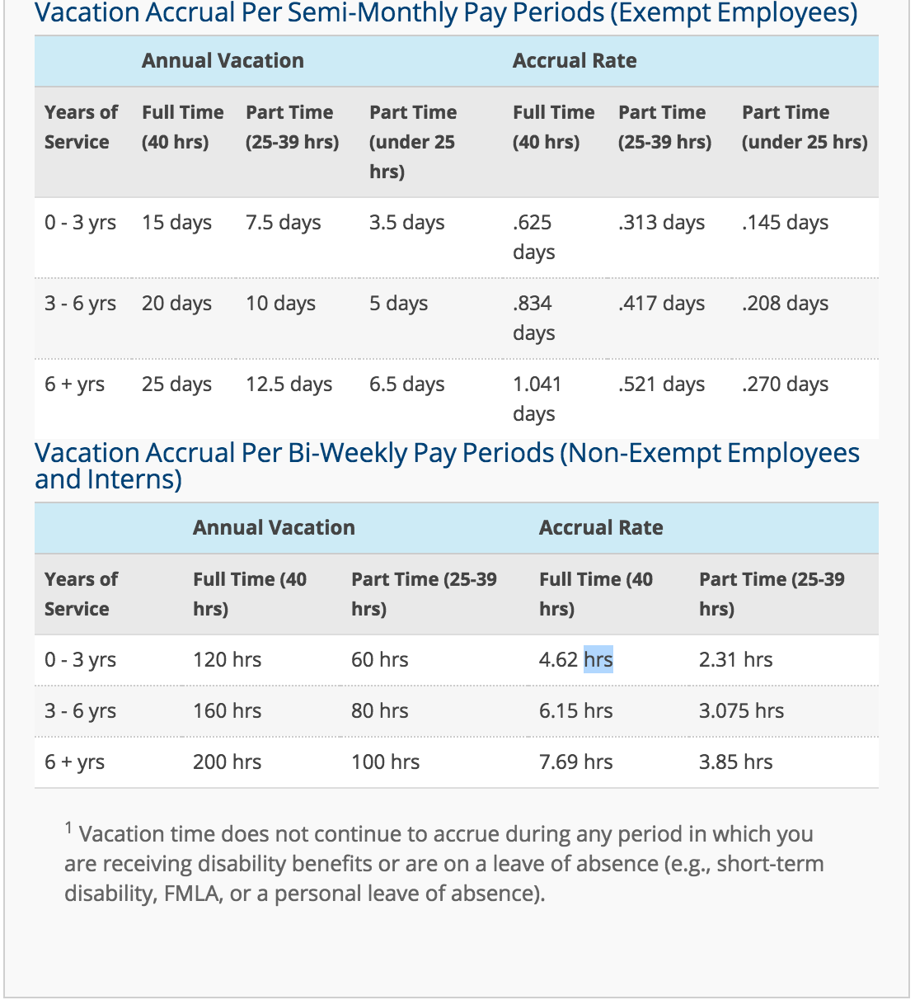 Vacation Accrual Per Semi-Monthly Pay Periods (Exempt Employees)
Annual Vacation Accrual Rate
Years of Service Full Time (40 hrs) Part Time (25-39 hrs) Part Time (under 25 hrs) Full Time (40 hrs) Part Time (25-39 hrs) Part Time (under 25 hrs)
0 - 3 yrs 15 days 7.5 days 3.5 days .625 days .313 days .145 days
3 - 6 yrs 20 days 10 days 5 days .834 days .417 days .208 days
6 + yrs 25 days 12.5 days 6.5 days 1.041 days .521 days .270 days
Vacation Accrual Per Bi-Weekly Pay Periods (Non-Exempt Employees
and Interns)
Annual Vacation Accrual Rate
Years of Service Full Time (40 hrs) Part Time (25-39 hrs) Full Time (40 hrs) Part Time (25-39 hrs)
0 - 3 yrs 120 hrs 60 hrs 4.62 hrs 2.31 hrs
3 - 6 yrs 160 hrs 80 hrs 6.15 hrs 3.075 hrs
6 + yrs 200 hrs 100 hrs 7.69 hrs 3.85 hrs
1 Vacation time does not continue to accrue during any period in which you
are receiving disability benefits or are on a leave of absence (e.g., short-term
disability, FMLA, or a personal leave of absence).